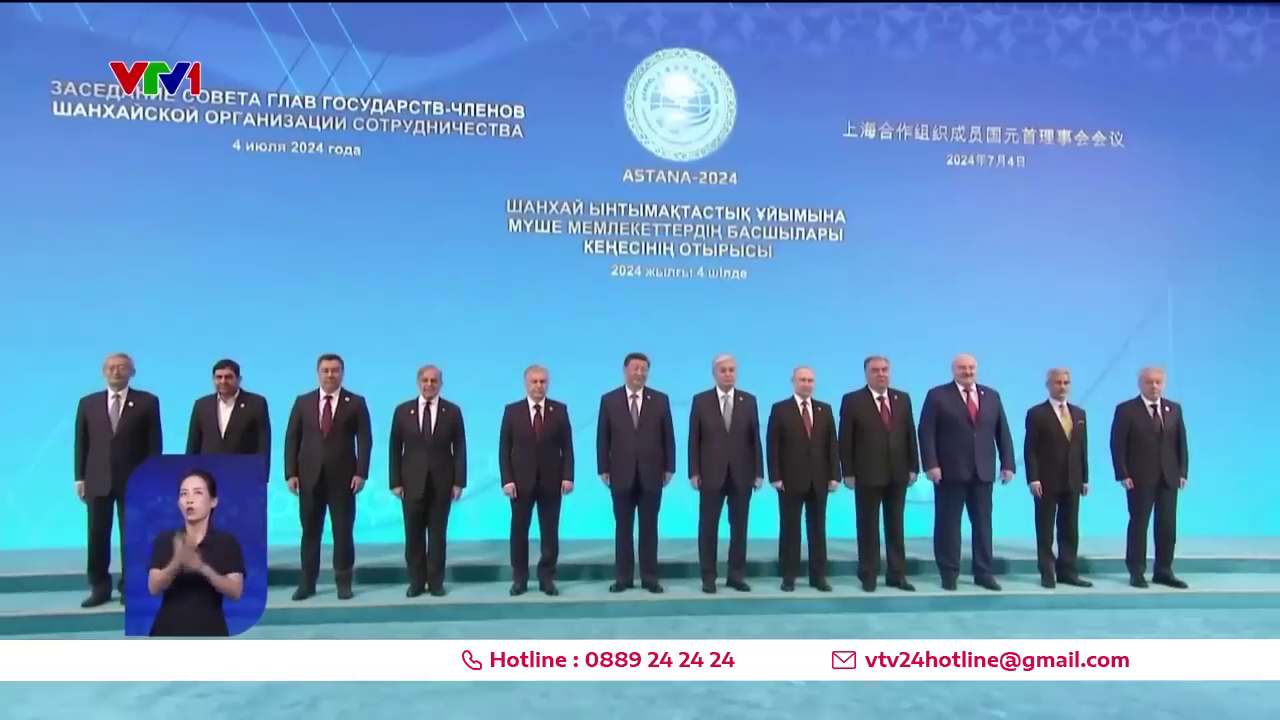 VTV1
ЗАСЕДАНИЕ СОВЕТА ГЛАВ ГОСУДАРСТВ-ЧЛЕНОВ
ШАНХАЙСКОЙ ОРГАНИЗАЦИИ СОТРУДНИЧЕСТВА
4 июля 2024 года
ASTANA-2024
上海合作组织成员国元首理事会会议
2024年7月4日
ШАНХАЙ ЫНТЫМАҚТАСТЫҚ ҰЙЫМЫНА
МҮШЕ МЕМЛЕКЕТТЕРДІҢ БАСШЫЛАРЫ
КЕҢЕСІНІҢ ОТЫРЫСЫ
2024 жылғы 4 шілде
Hotline : 0889 24 24 24
vtv24hotline@gmail.com